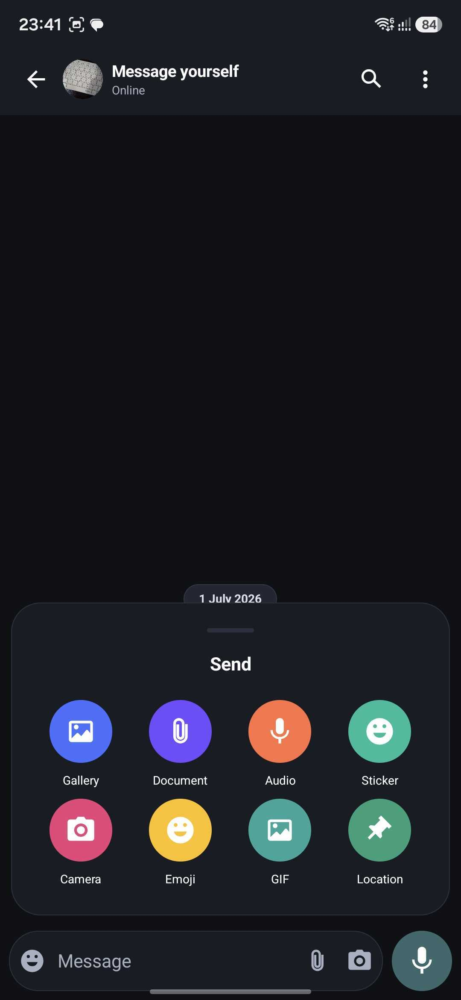 23:41
6
84
Message yourself
Online
1 July 2026
Send
Gallery
Document
Audio
Sticker
Camera
Emoji
GIF
Location
Message